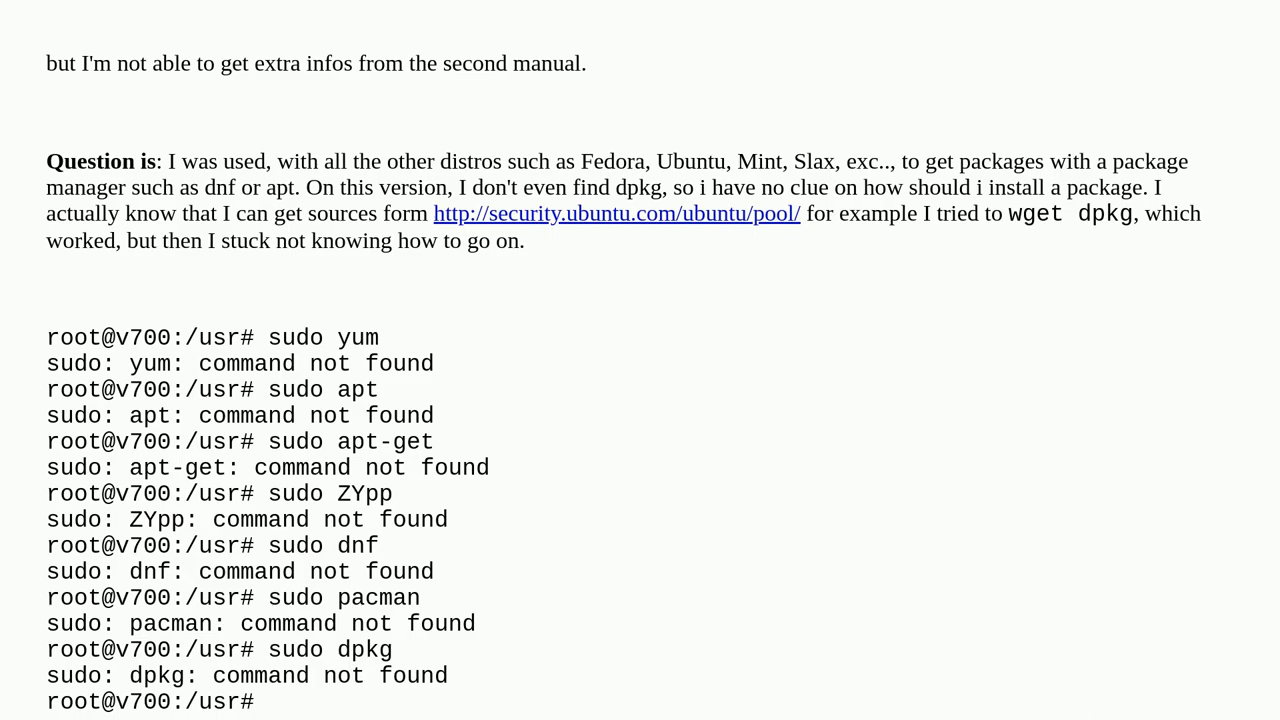 but I'm not able to get extra infos from the second manual.
Question is: I was used, with all the other distros such as Fedora, Ubuntu, Mint, Slax, exc.., to get packages with a package
manager such as dnf or apt. On this version, I don't even find dpkg, so i have no clue on how should i install a package. I
actually know that I can get sources form http://security.ubuntu.com/ubuntu/pool/ for example I tried to wget dpkg, which
worked, but then I stuck not knowing how to go on.
root@v700:/usr# sudo yum
sudo: yum: command not found
root@v700:/usr# sudo apt
sudo: apt: command not found
root@v700:/usr# sudo apt-get
sudo: apt-get: command not found
root@v700:/usr# sudo ZYpp
sudo: ZYpp: command not found
root@v700:/usr# sudo dnf
sudo: dnf: command not found
root@v700:/usr# sudo pacman
sudo: pacman: command not found
root@v700:/usr# sudo dpkg
sudo: dpkg: command not found
root@v700:/usr#